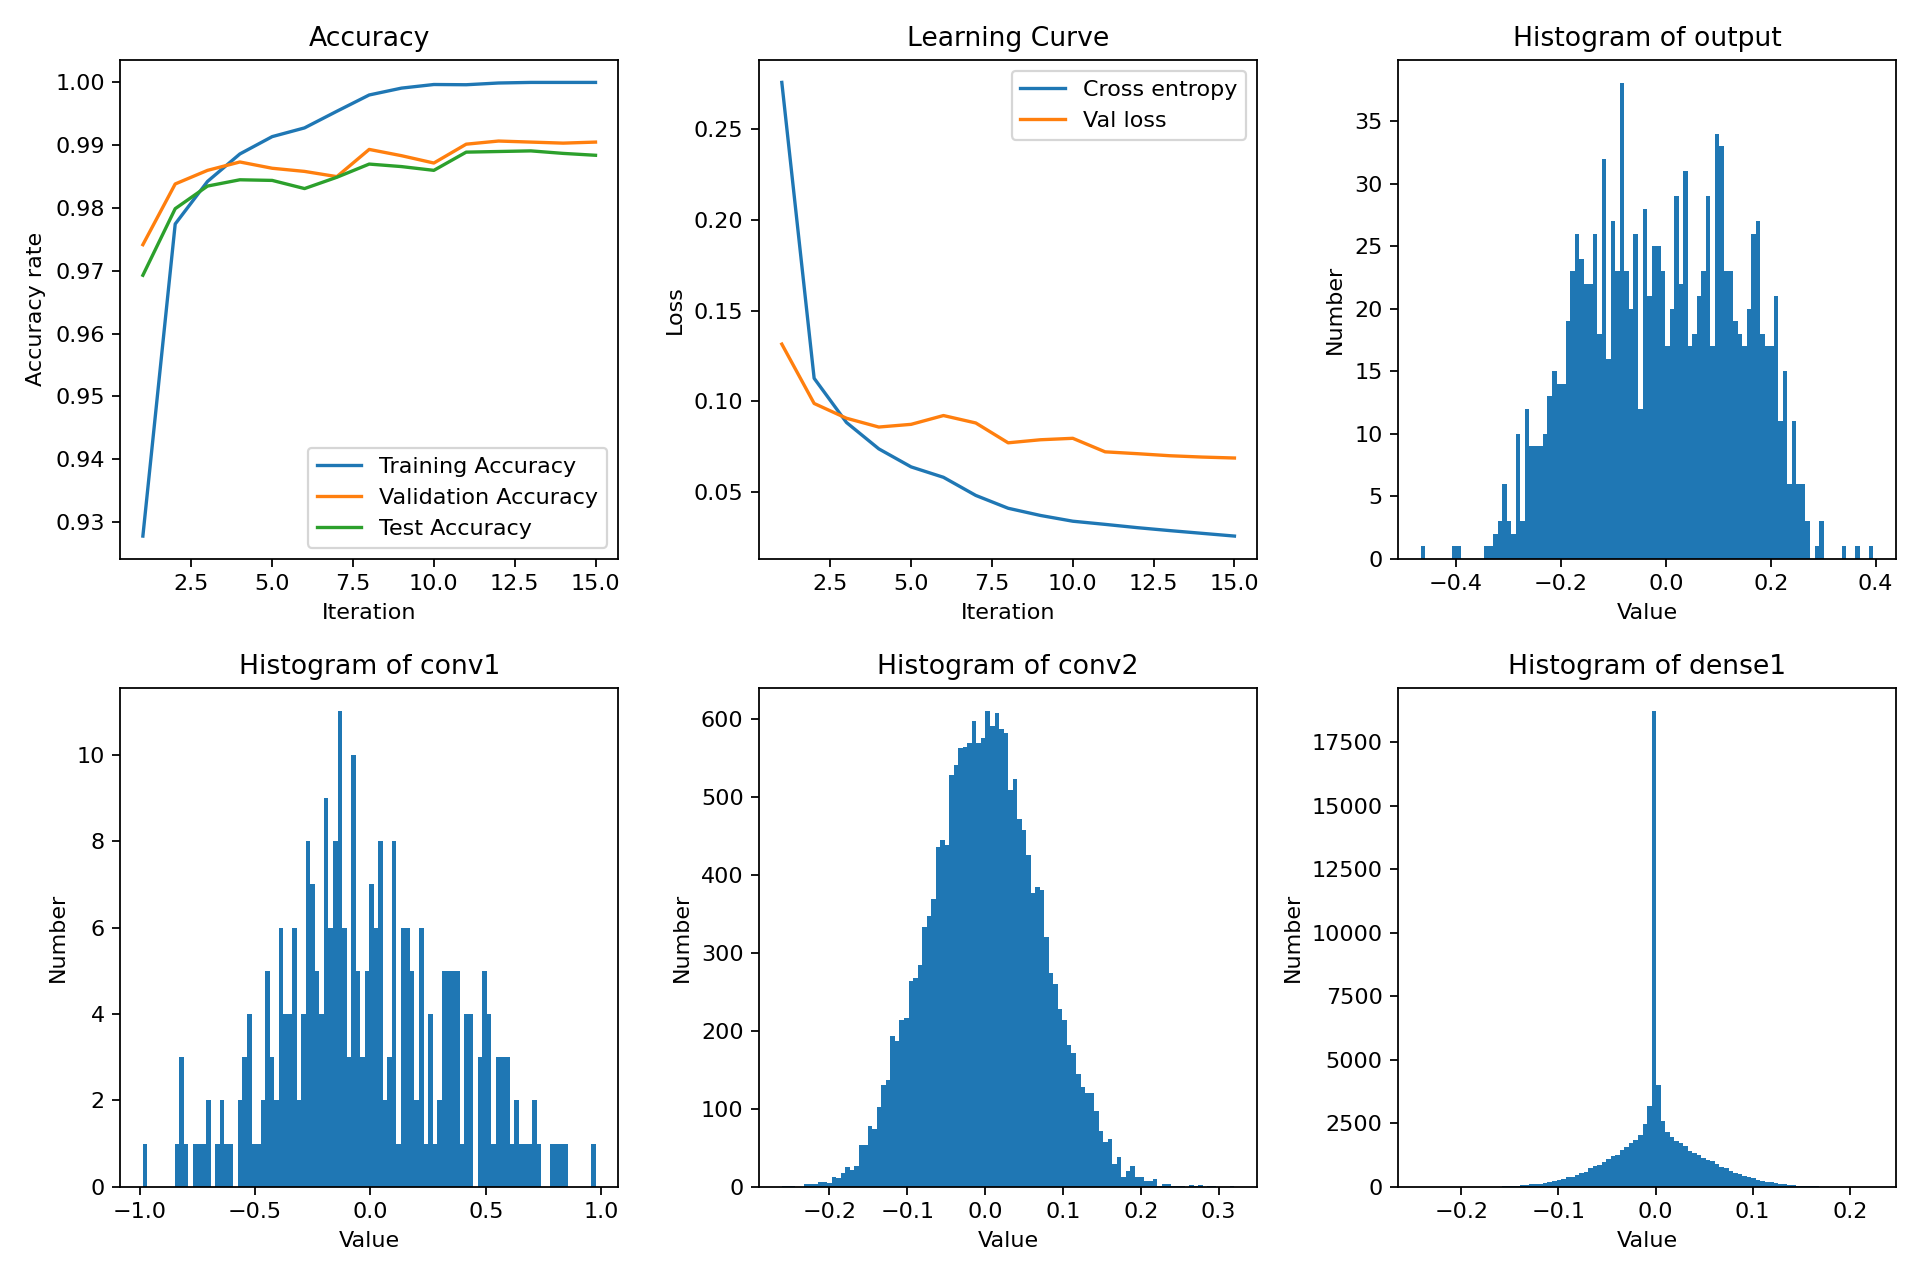 Accuracy
Accuracy rate
1.00
0.99
0.98
0.97
0.96
0.95
0.94
0.93
Training Accuracy
Validation Accuracy
Test Accuracy
2.5 5.0 7.5 10.0 12.5 15.0
Iteration
Learning Curve
Loss
0.25
0.20
0.15
0.10
0.05
Cross entropy
Val loss
2.5 5.0 7.5 10.0 12.5 15.0
Iteration
Histogram of output
Number
35
30
25
20
15
10
5
0
−0.4 −0.2 0.0 0.2 0.4
Value
Histogram of conv1
Number
10
8
6
4
2
0
−1.0 −0.5 0.0 0.5 1.0
Value
Histogram of conv2
Number
600
500
400
300
200
100
0
−0.2 −0.1 0.0 0.1 0.2 0.3
Value
Histogram of dense1
Number
17500
15000
12500
10000
7500
5000
2500
0
−0.2 −0.1 0.0 0.1 0.2
Value